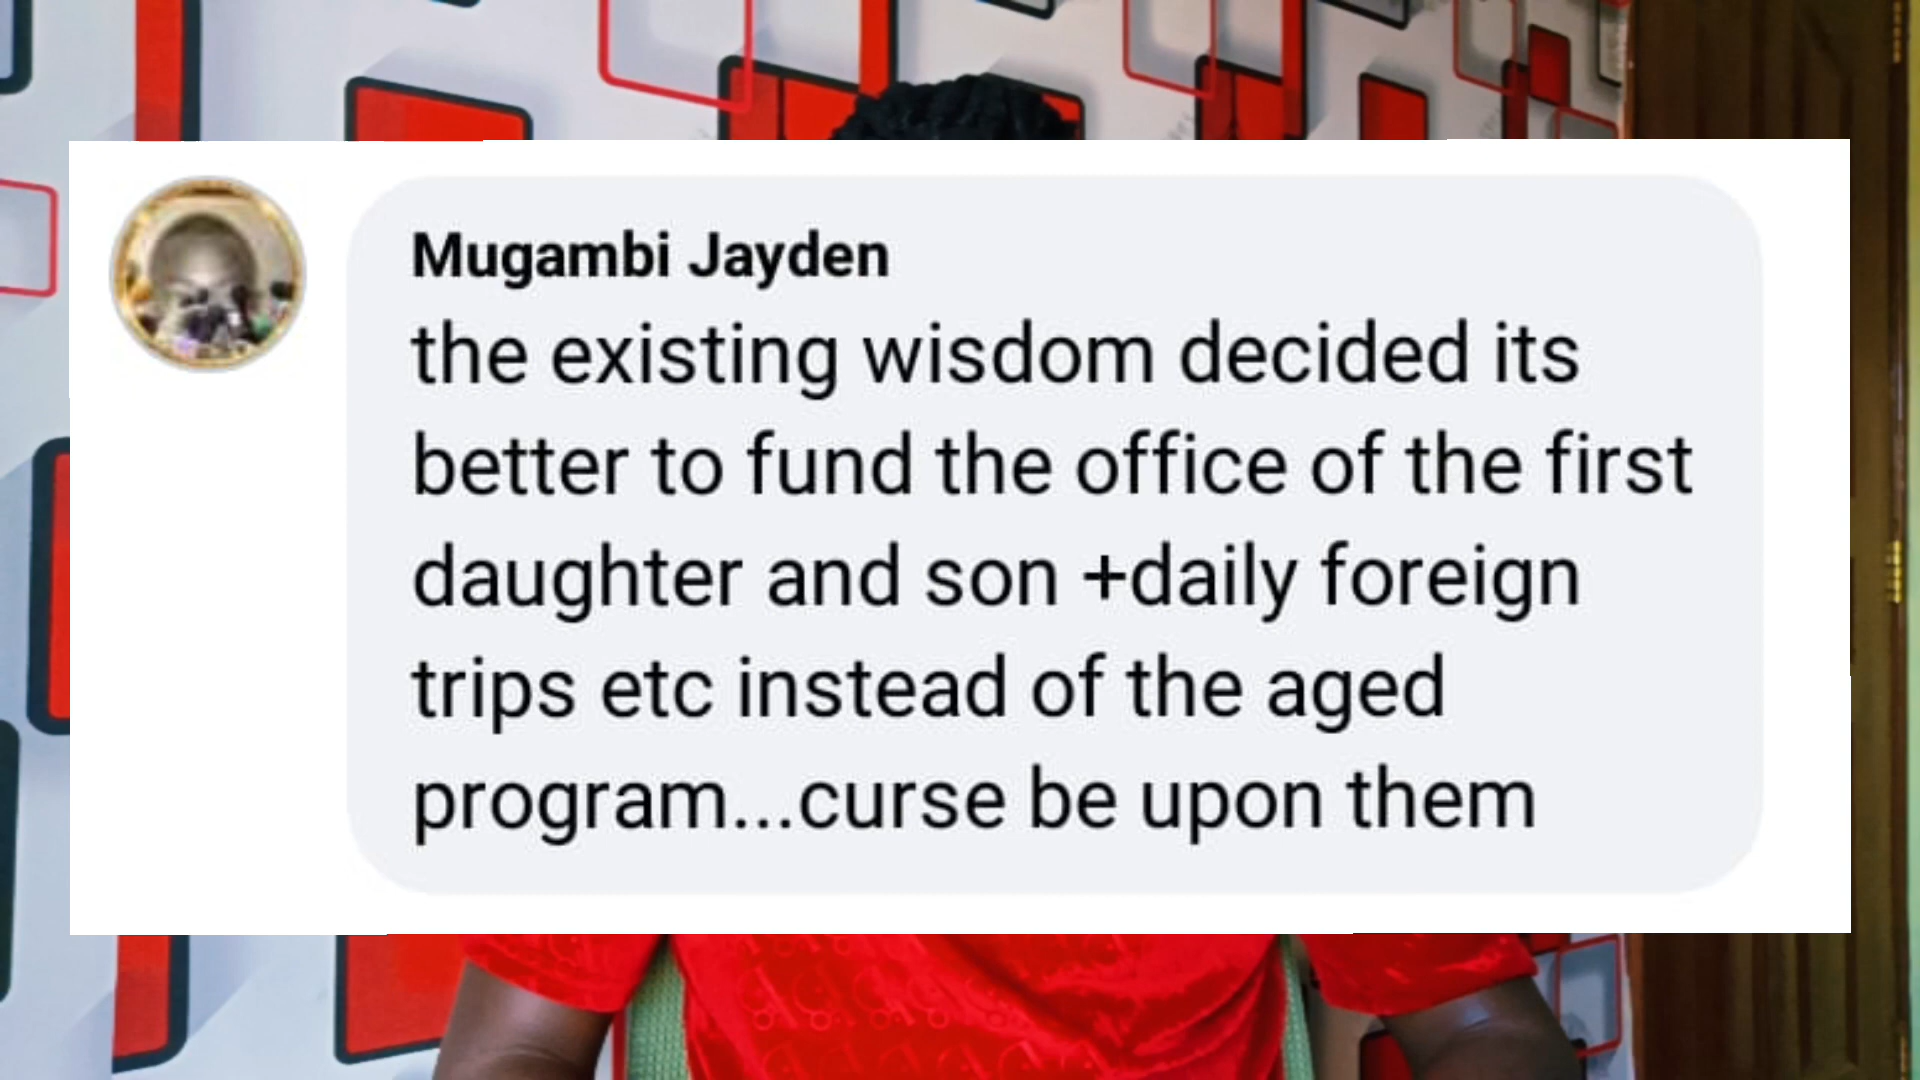 Mugambi Jayden
the existing wisdom decided its
better to fund the office of the first
daughter and son +daily foreign
trips etc instead of the aged
program...curse be upon them